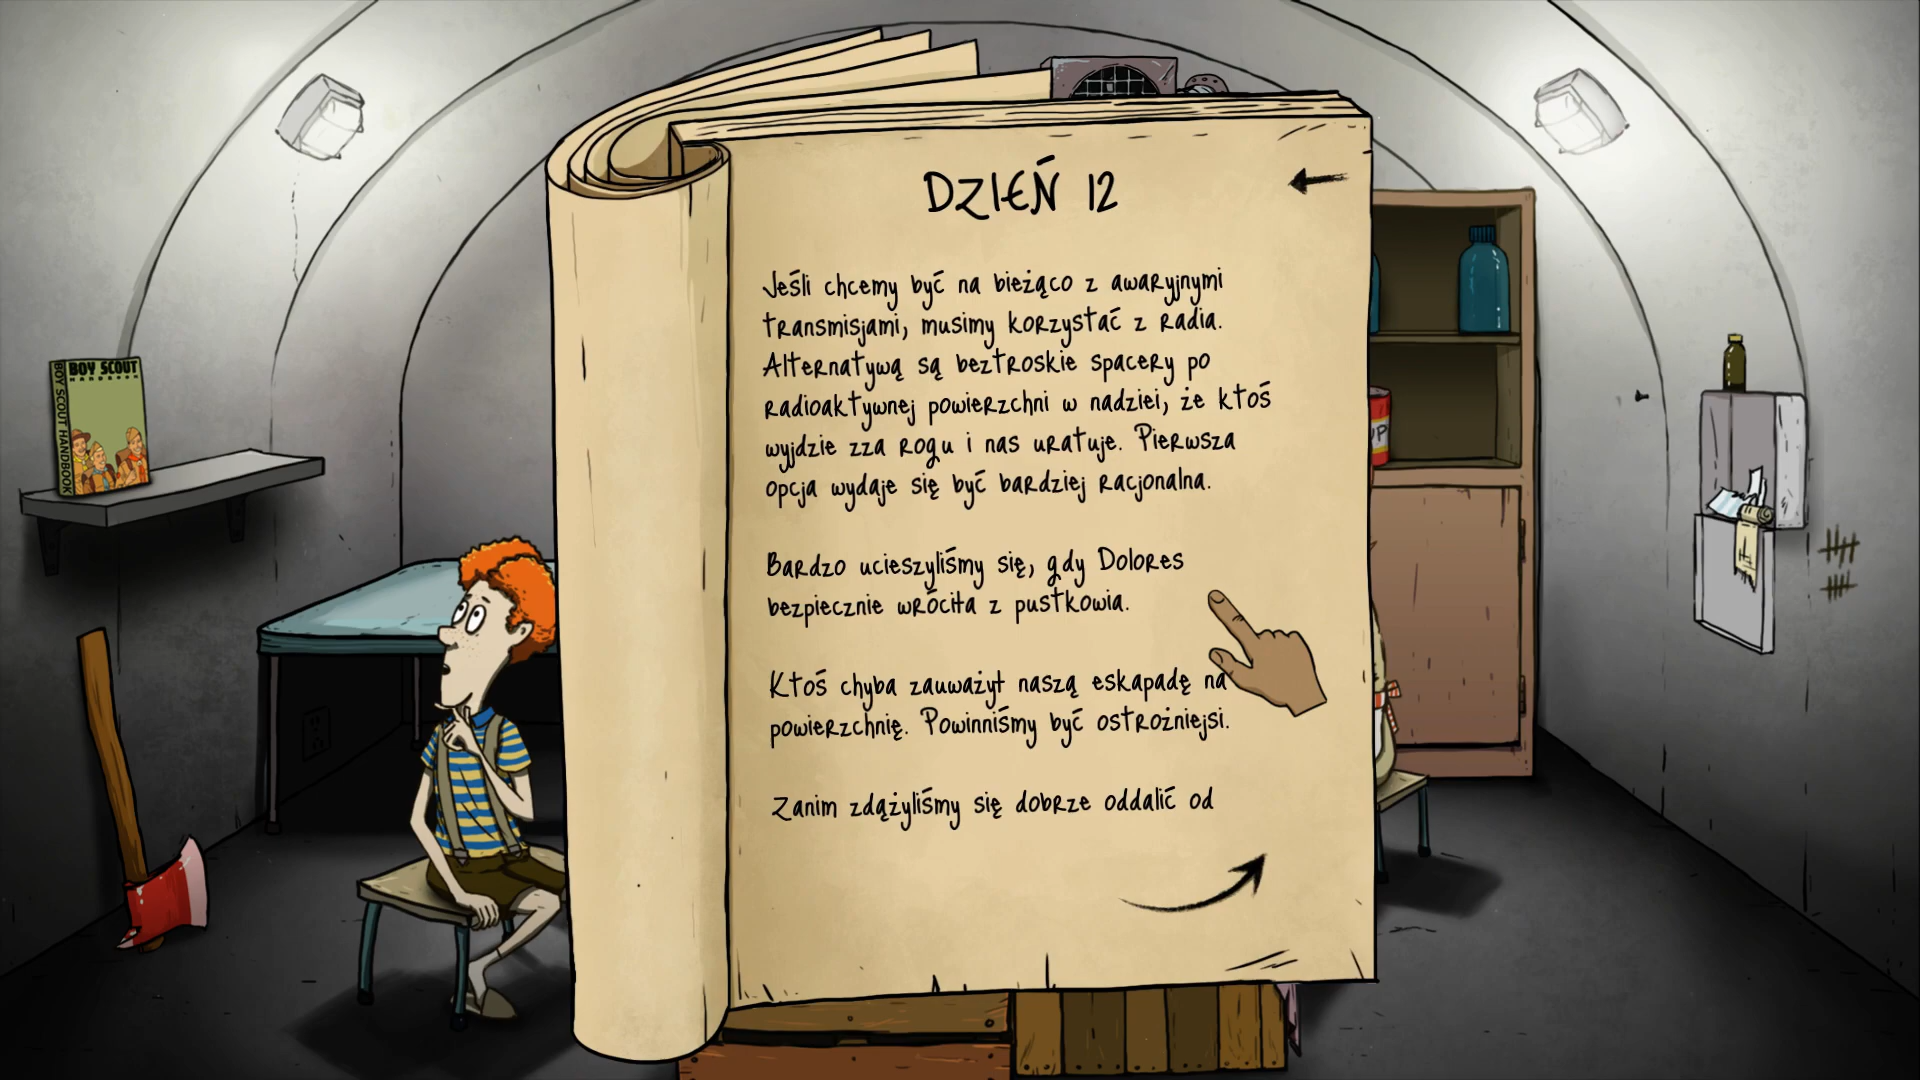 BOY SCOUT
HANDBOOK
BOY SCOUT HANDBOOK
DZIEŃ 12
Jeśli chcemy być na bieżąco z awaryjnymi
transmisjami, musimy korzystać z radia.
Alternatywą są beztroskie spacery po
radioaktywnej powierzchni w nadziei, że ktoś
wyjdzie zza rogu i nas uratuje. Pierwsza
opcja wydaje się być bardziej racjonalna.
Bardzo ucieszyliśmy się, gdy Dolores
bezpiecznie wróciła z pustkowia.
Ktoś chyba zauważył naszą eskapadę na
powierzchnię. Powinniśmy być ostrożniejsi.
Zanim zdążyliśmy się dobrze oddalić od